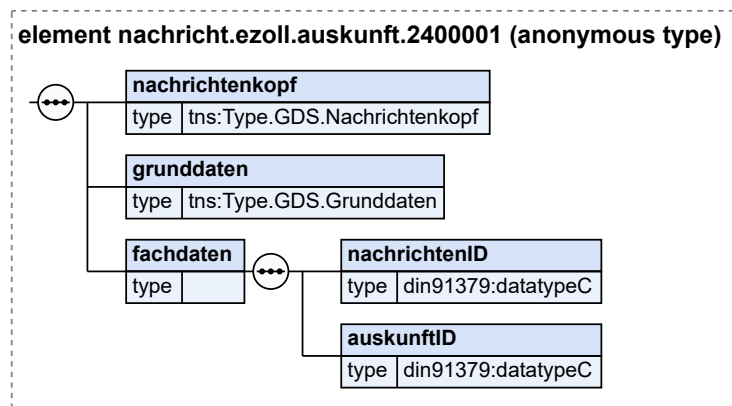 element nachricht.ezoll.auskunft.2400001 (anonymous type)
nachrichtenkopf
type tns:Type.GDS.Nachrichtenkopf
grunddaten
type tns:Type.GDS.Grunddaten
fachdaten
type
nachrichtenID
type din91379:datatypeC
auskunftID
type din91379:datatypeC